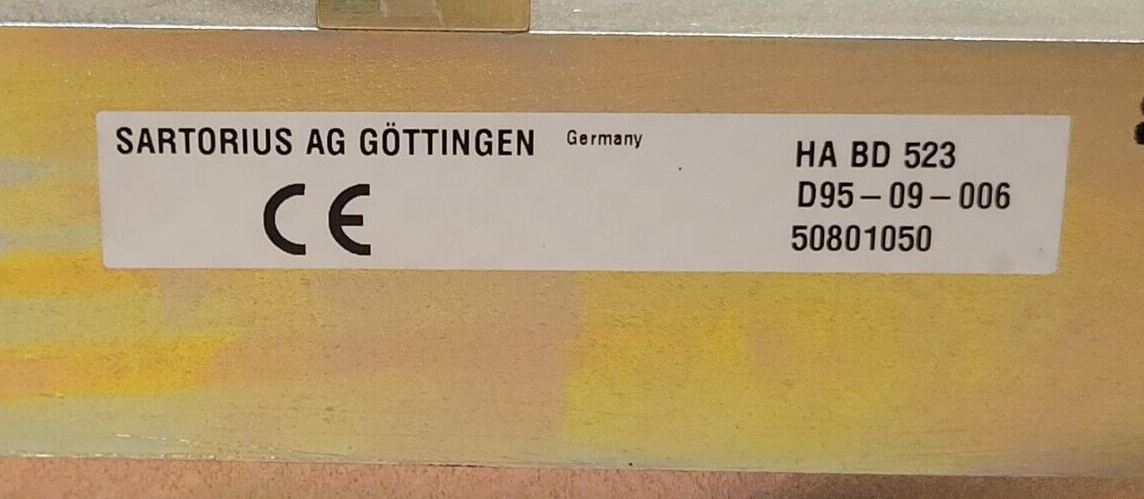 SARTORIUS AG GÖTTINGEN Germany
CE
HA BD 523
D95-09-006
50801050